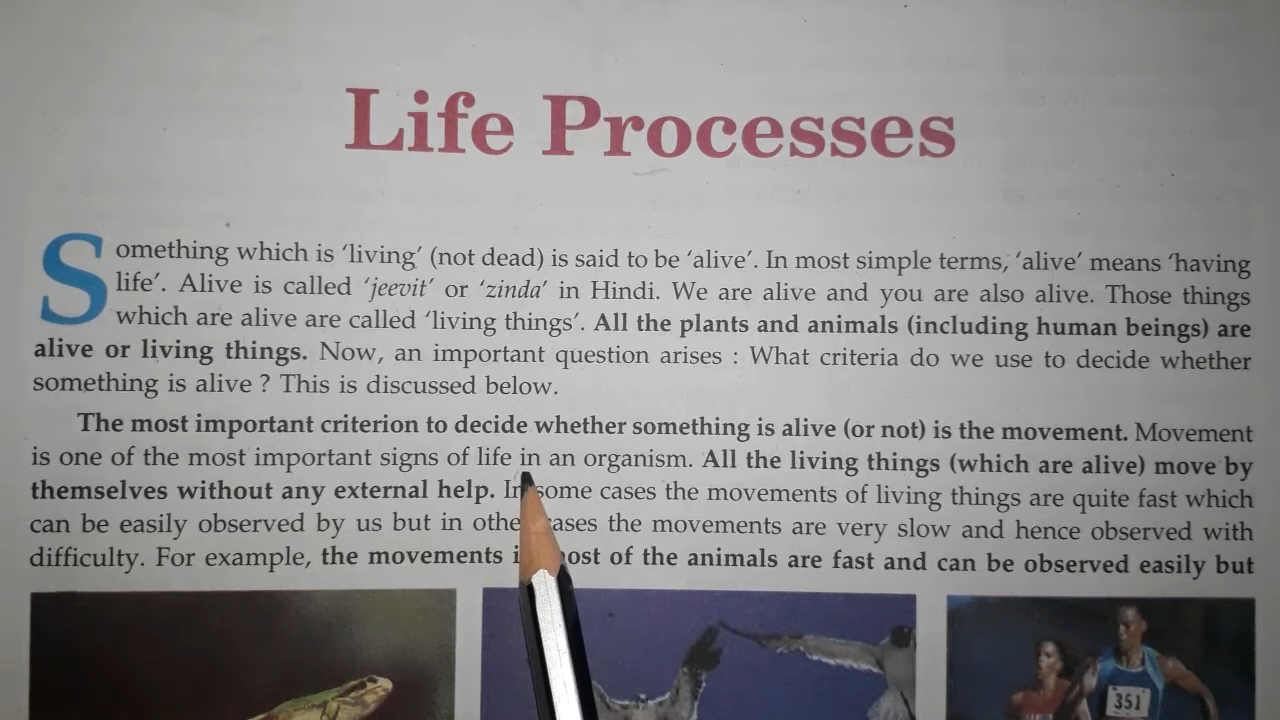 Life Processes
Something which is ‘living’ (not dead) is said to be ‘alive’. In most simple terms, ‘alive’ means ‘having
life’. Alive is called ‘jeevit’ or ‘zinda’ in Hindi. We are alive and you are also alive. Those things
which are alive are called ‘living things’. All the plants and animals (including human beings) are
alive or living things. Now, an important question arises : What criteria do we use to decide whether
something is alive ? This is discussed below.
The most important criterion to decide whether something is alive (or not) is the movement. Movement
is one of the most important signs of life in an organism. All the living things (which are alive) move by
themselves without any external help. In some cases the movements of living things are quite fast which
can be easily observed by us but in other cases the movements are very slow and hence observed with
difficulty. For example, the movements in most of the animals are fast and can be observed easily but
351